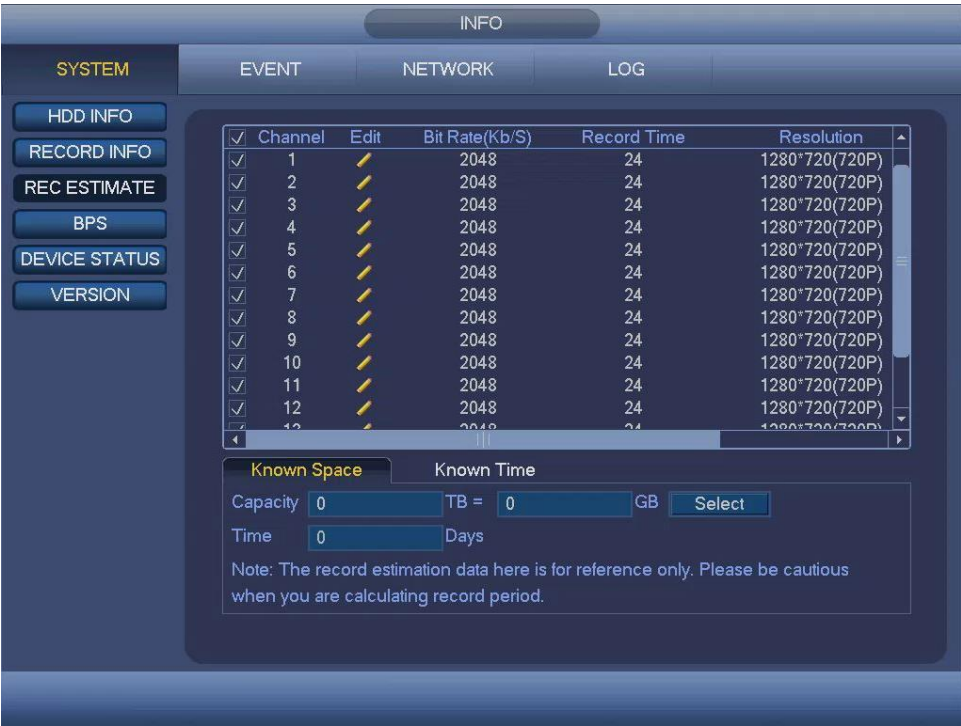 INFO
SYSTEM EVENT NETWORK LOG
HDD INFO
RECORD INFO
REC ESTIMATE
BPS
DEVICE STATUS
VERSION
Channel Edit Bit Rate(Kb/S) Record Time Resolution
1 2048 24 1280*720(720P)
2 2048 24 1280*720(720P)
3 2048 24 1280*720(720P)
4 2048 24 1280*720(720P)
5 2048 24 1280*720(720P)
6 2048 24 1280*720(720P)
7 2048 24 1280*720(720P)
8 2048 24 1280*720(720P)
9 2048 24 1280*720(720P)
10 2048 24 1280*720(720P)
11 2048 24 1280*720(720P)
12 2048 24 1280*720(720P)
13 2048 24 1280*720(720P)
Known Space Known Time
Capacity 0 TB = 0 GB Select
Time 0 Days
Note: The record estimation data here is for reference only. Please be cautious
when you are calculating record period.